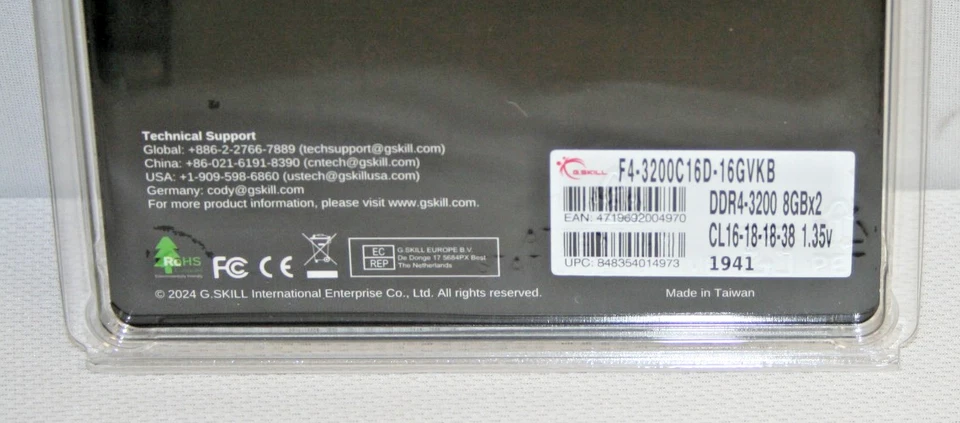 Technical Support
Global: +886-2-2766-7889 (techsupport@gskill.com)
China: +86-021-6191-8390 (cntech@gskill.com)
USA: +1-909-598-6860 (ustech@gskillusa.com)
Germany: cody@gskill.com
For more product information, please visit www.gskill.com.
RoHS
FC CE
EC
REP
G.SKILL EUROPE B.V.
De Donge 17 5684PX Best
The Netherlands
© 2024 G.SKILL International Enterprise Co., Ltd. All rights reserved.
G.SKILL
F4-3200C16D-16GVKB
DDR4-3200 8GBx2
EAN: 4719692004970
CL16-18-18-38 1.35v
UPC: 848354014973
1941
Made in Taiwan